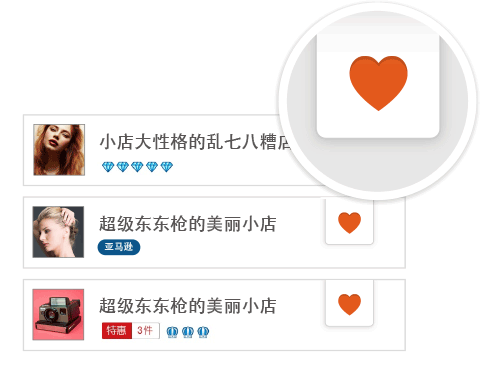 小店大性格的乱七八糟店
超级东东枪的美丽小店
亚马逊
超级东东枪的美丽小店
特惠 3件